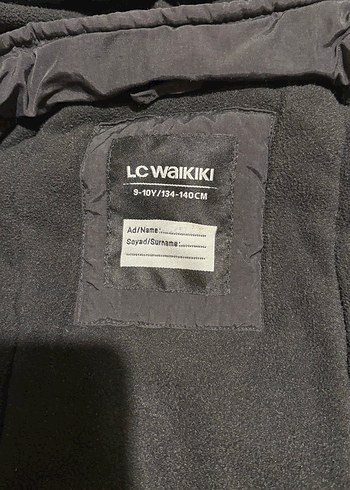 LC WAIKIKI
9-10Y/134-140CM
Ad/Name:....................
Soyad/Surname:............
....................................